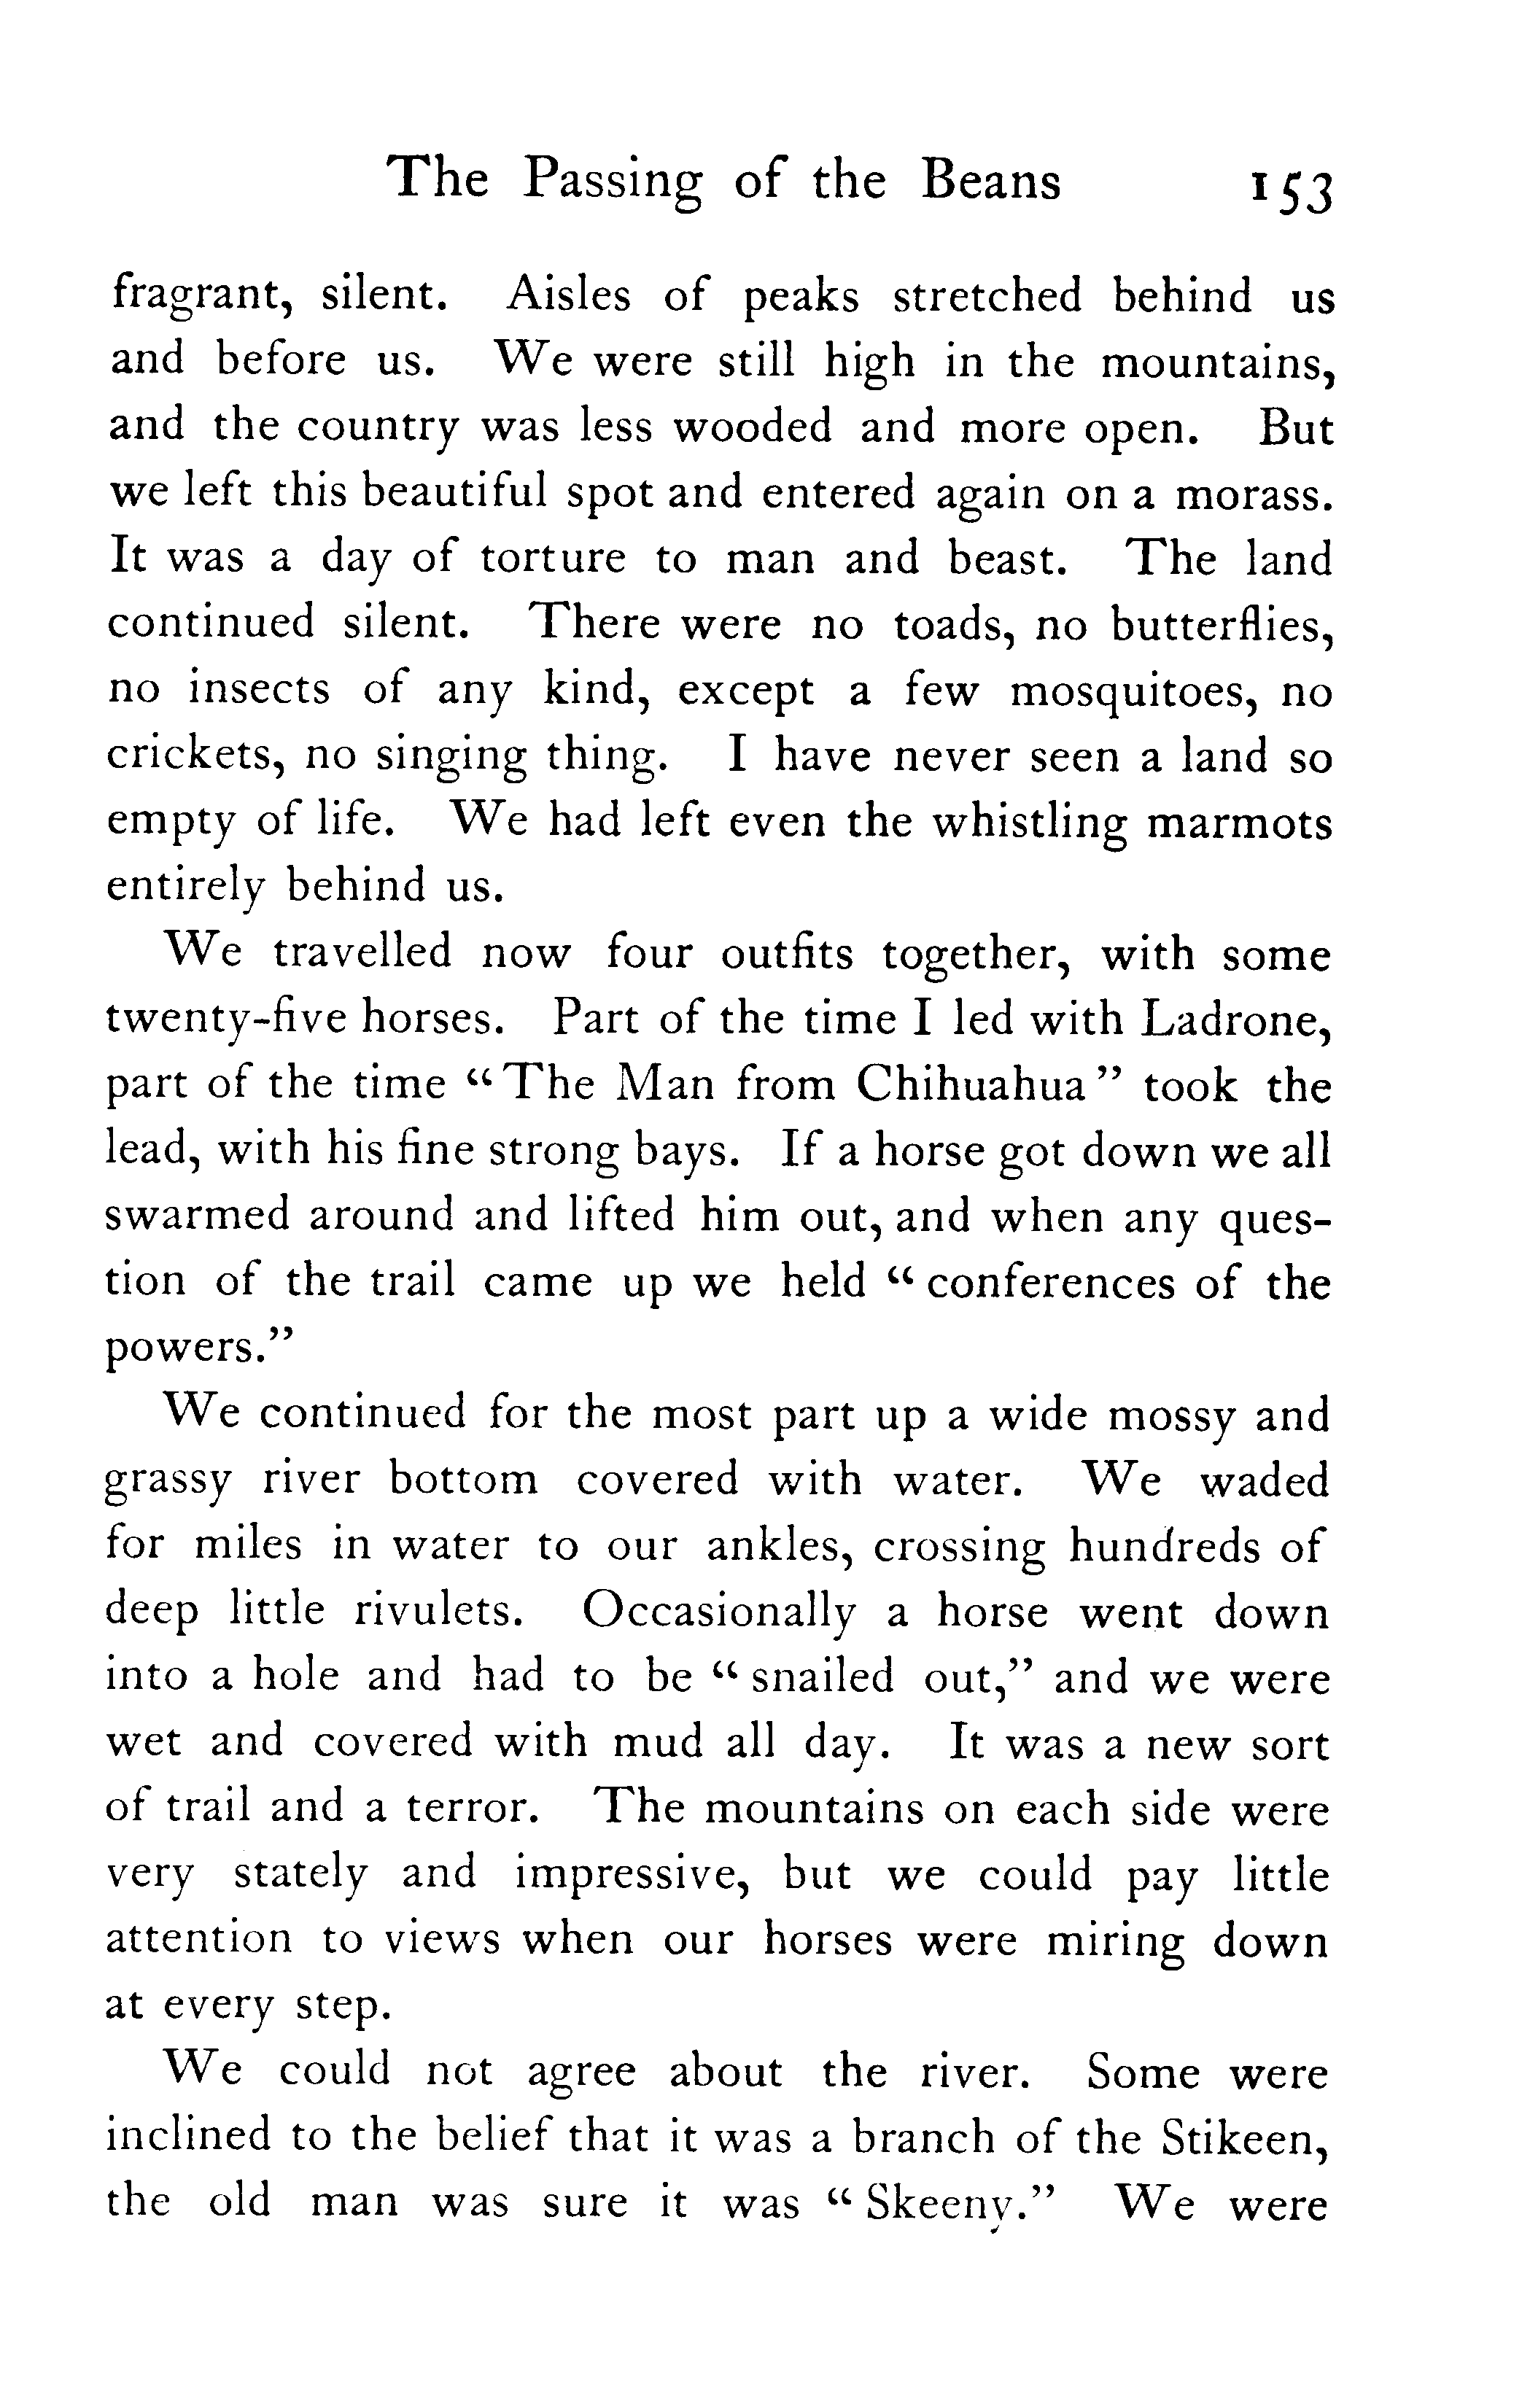 The Passing of the Beans 153
fragrant, silent. Aisles of peaks stretched behind us
and before us. We were still high in the mountains,
and the country was less wooded and more open. But
we left this beautiful spot and entered again on a morass.
It was a day of torture to man and beast. The land
continued silent. There were no toads, no butterflies,
no insects of any kind, except a few mosquitoes, no
crickets, no singing thing. I have never seen a land so
empty of life. We had left even the whistling marmots
entirely behind us.
We travelled now four outfits together, with some
twenty-five horses. Part of the time I led with Ladrone,
part of the time “The Man from Chihuahua” took the
lead, with his fine strong bays. If a horse got down we all
swarmed around and lifted him out, and when any ques-
tion of the trail came up we held “conferences of the
powers.”
We continued for the most part up a wide mossy and
grassy river bottom covered with water. We waded
for miles in water to our ankles, crossing hundreds of
deep little rivulets. Occasionally a horse went down
into a hole and had to be “snailed out,” and we were
wet and covered with mud all day. It was a new sort
of trail and a terror. The mountains on each side were
very stately and impressive, but we could pay little
attention to views when our horses were miring down
at every step.
We could not agree about the river. Some were
inclined to the belief that it was a branch of the Stikeen,
the old man was sure it was “Skeeny.” We were